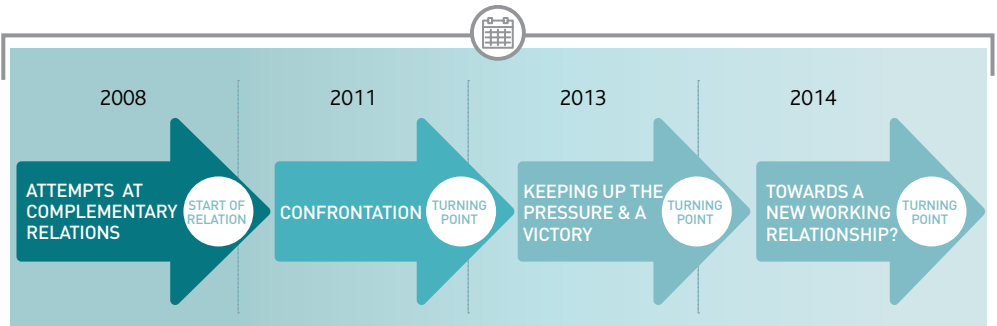 2008
2011
2013
2014
ATTEMPTS AT
COMPLEMENTARY
RELATIONS
START OF
RELATION
CONFRONTATION
TURNING
POINT
KEEPING UP THE
PRESSURE & A
VICTORY
TURNING
POINT
TOWARDS A
NEW WORKING
RELATIONSHIP?
TURNING
POINT